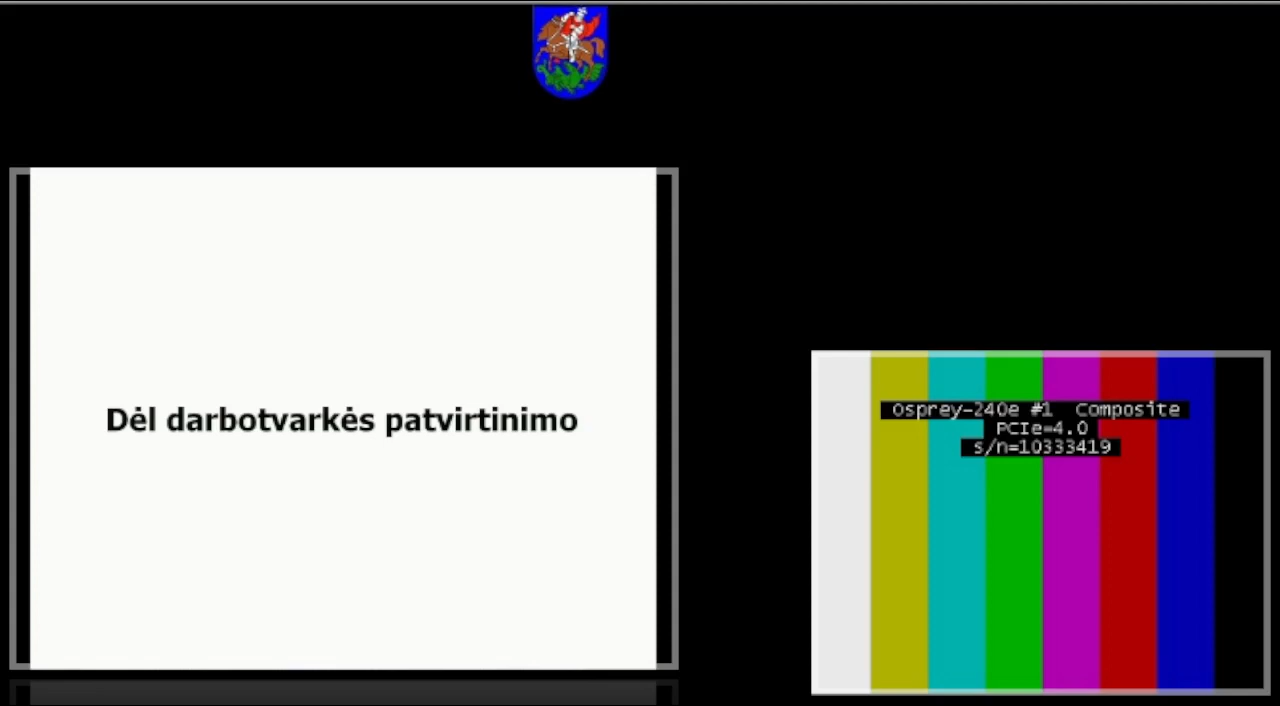 Dėl darbotvarkės patvirtinimo
Osprey-240e #1 Composite
PCIe=4.0
s/n=10333419